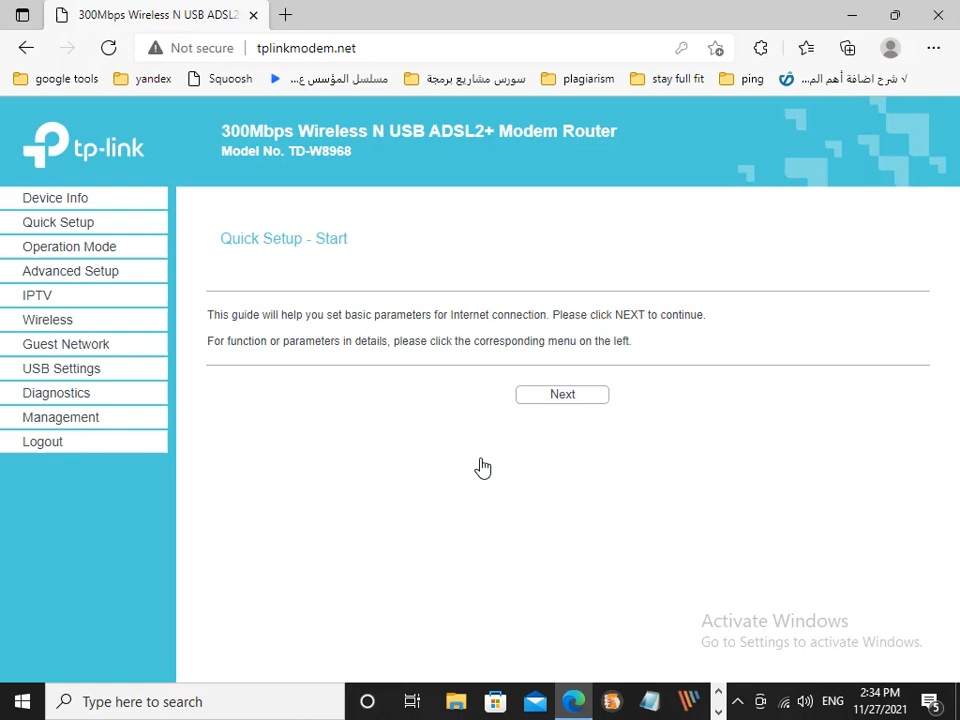 300Mbps Wireless N USB ADSL2
Not secure
tplinkmodem.net
google tools
yandex
Squoosh
مسلسل المؤسس ع...
سورس مشاريع برمجة
plagiarism
stay full fit
ping
√ شرح اضافة أهم الم...
tp-link
300Mbps Wireless N USB ADSL2+ Modem Router
Model No. TD-W8968
Device Info
Quick Setup
Operation Mode
Advanced Setup
IPTV
Wireless
Guest Network
USB Settings
Diagnostics
Management
Logout
Quick Setup - Start
This guide will help you set basic parameters for Internet connection. Please click NEXT to continue.
For function or parameters in details, please click the corresponding menu on the left.
Next
Activate Windows
Go to Settings to activate Windows.
Type here to search
ENG
2:34 PM
11/27/2021
5